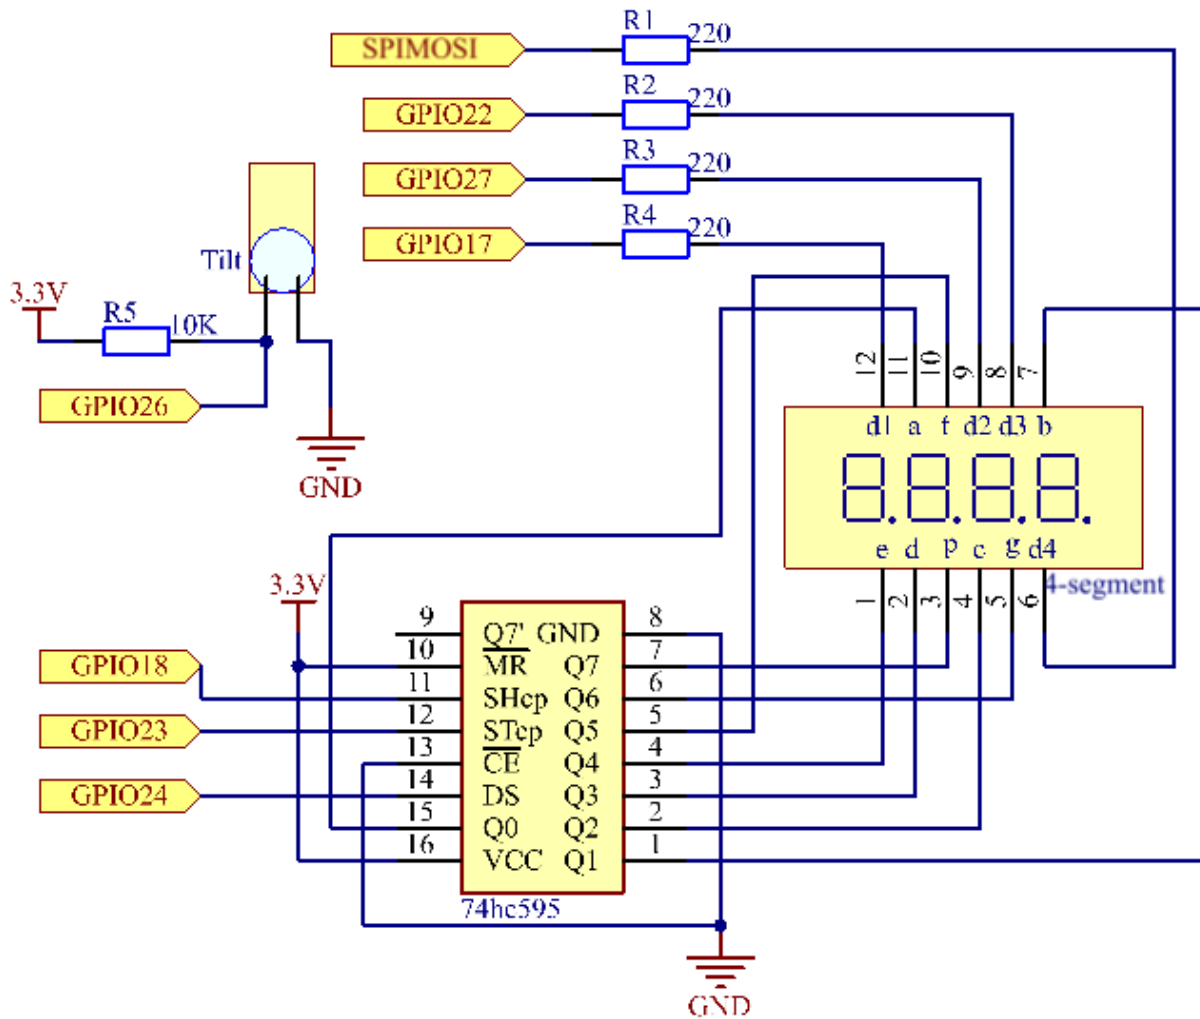 R1
220
SPIMOSI
R2
220
GPIO22
R3
220
GPIO27
R4
220
GPIO17
Tilt
3.3V
R5
10K
GPIO26
GND
12 11 10 9 8 7
d1 a f d2 d3 b
e d p c g d4
1 2 3 4 5 6
4-segment
3.3V
9 Q7' GND 8
10 MR Q7 7
GPIO18
11 SHcp Q6 6
GPIO23
12 STcp Q5 5
13 CE Q4 4
GPIO24
14 DS Q3 3
15 Q0 Q2 2
16 VCC Q1 1
74hc595
GND